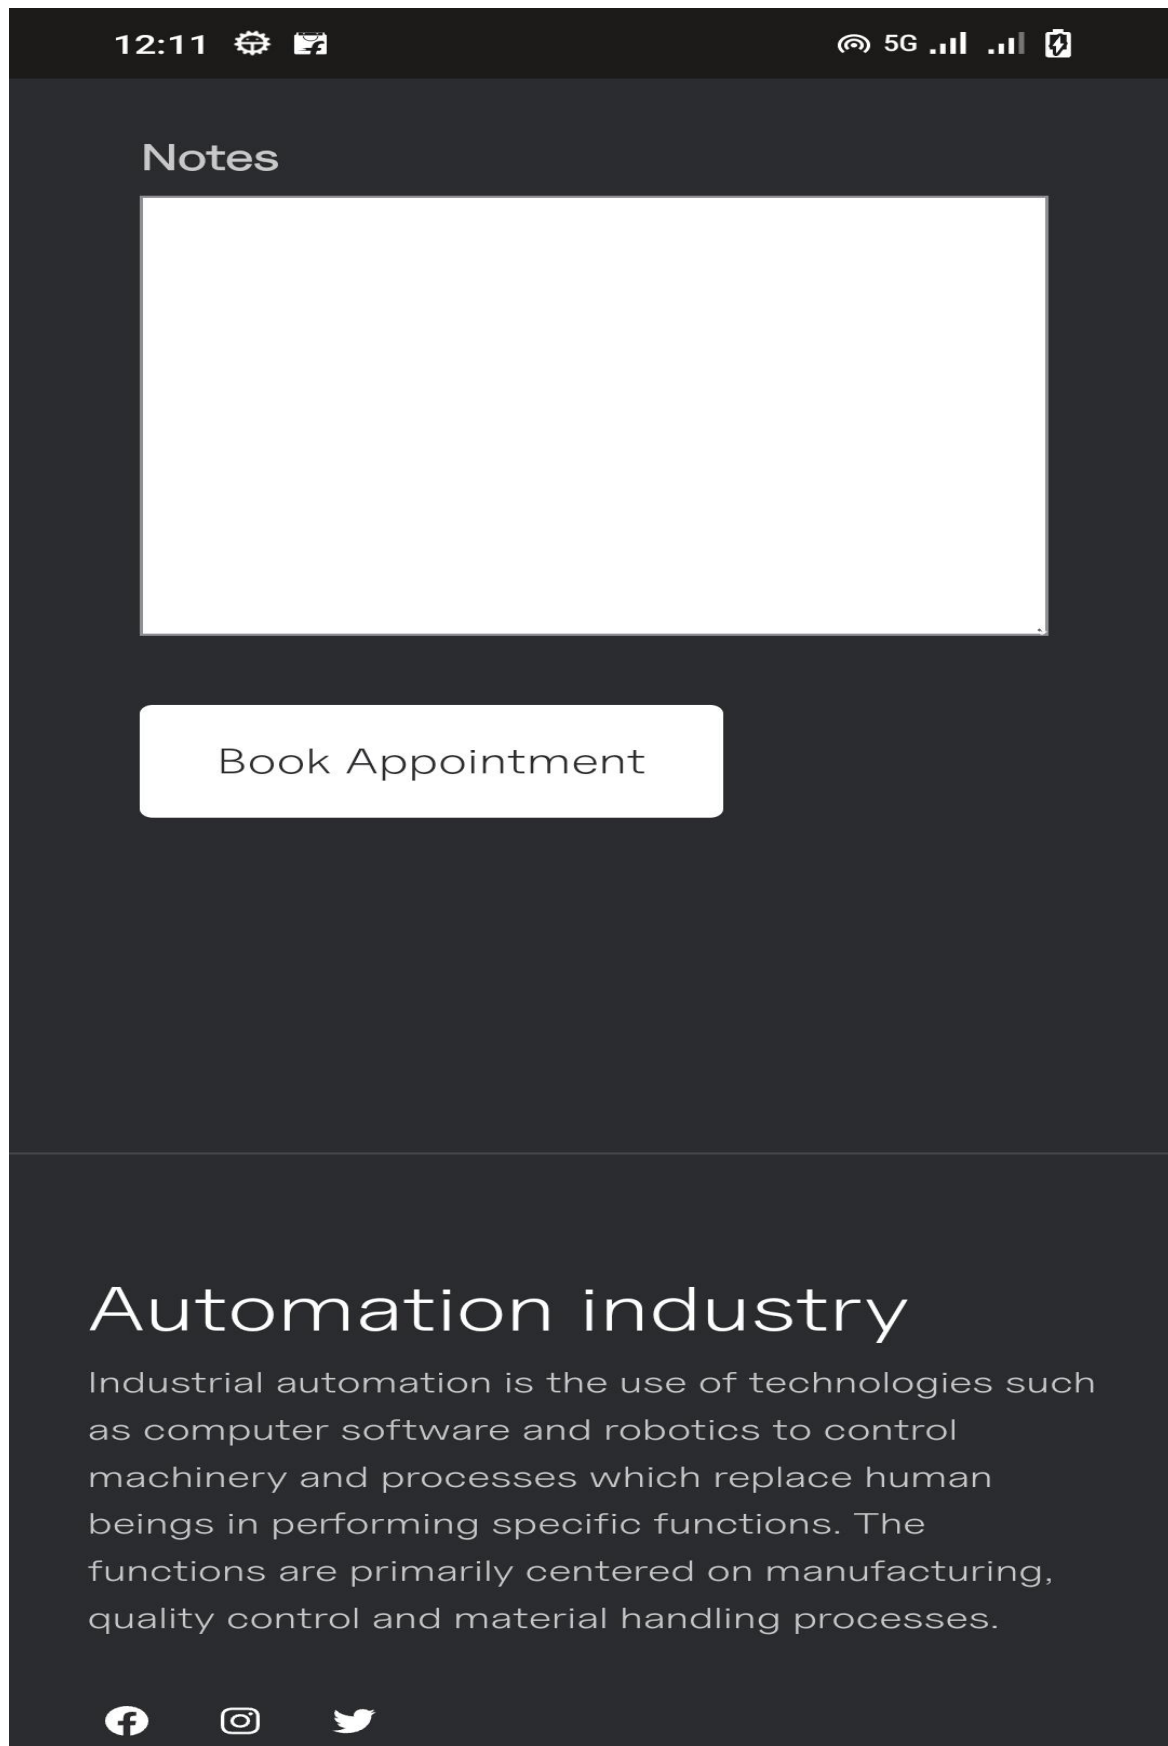 12:11 5G
Notes
Book Appointment
Automation industry
Industrial automation is the use of technologies such
as computer software and robotics to control
machinery and processes which replace human
beings in performing specific functions. The
functions are primarily centered on manufacturing,
quality control and material handling processes.